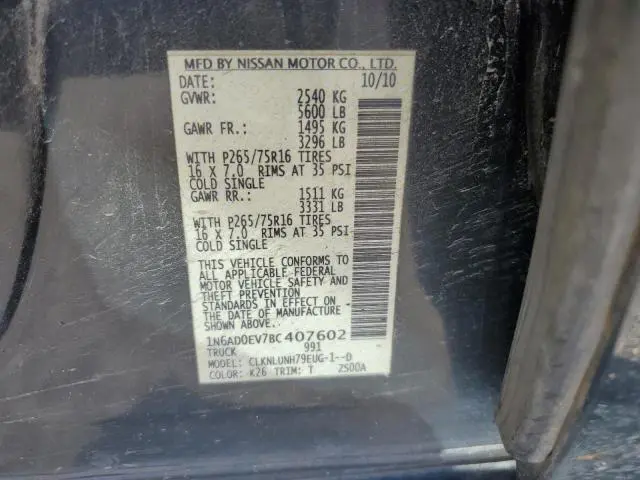 MFD BY NISSAN MOTOR CO., LTD.
DATE: 10/10
GVWR: 2540 KG
5600 LB
GAWR FR.: 1495 KG
3296 LB
WITH P265/75R16 TIRES
16 X 7.0 RIMS AT 35 PSI
COLD SINGLE
GAWR RR.: 1511 KG
3331 LB
WITH P265/75R16 TIRES
16 X 7.0 RIMS AT 35 PSI
COLD SINGLE
THIS VEHICLE CONFORMS TO
ALL APPLICABLE FEDERAL
MOTOR VEHICLE SAFETY AND
THEFT PREVENTION
STANDARDS IN EFFECT ON
THE DATE OF MANUFACTURE
SHOWN ABOVE.
1N6AD0EV7BC407602
TRUCK 991
MODEL: CLKNLUNH79EUG-1--D
COLOR: K26 TRIM: T ZS00A